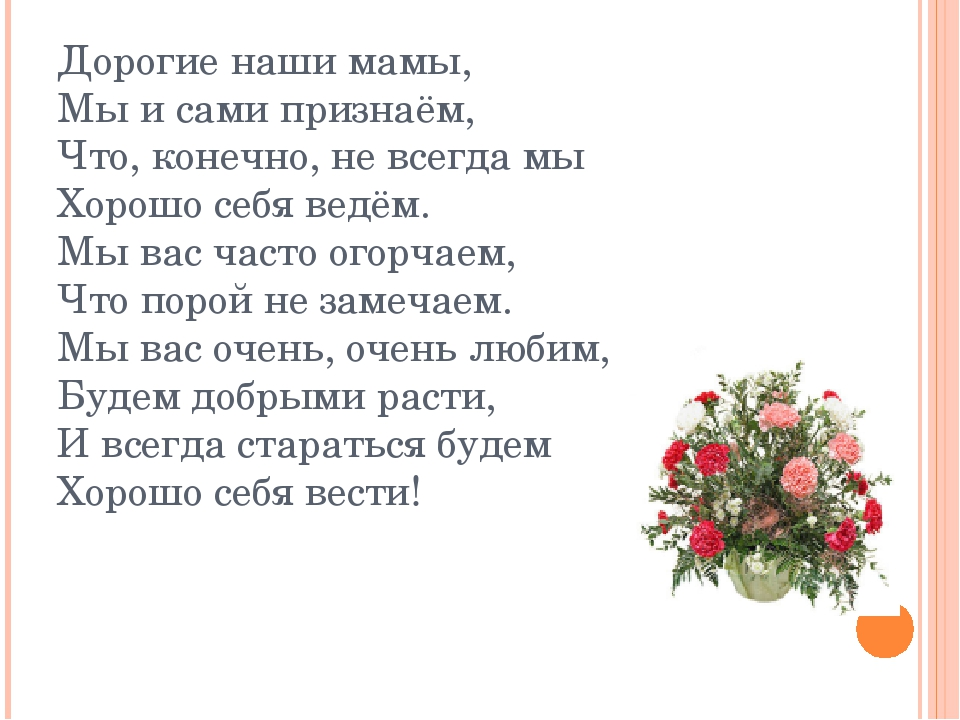 Дорогие наши мамы,
Мы и сами признаём,
Что, конечно, не всегда мы
Хорошо себя ведём.
Мы вас часто огорчаем,
Что порой не замечаем.
Мы вас очень, очень любим,
Будем добрыми расти,
И всегда стараться будем
Хорошо себя вести!